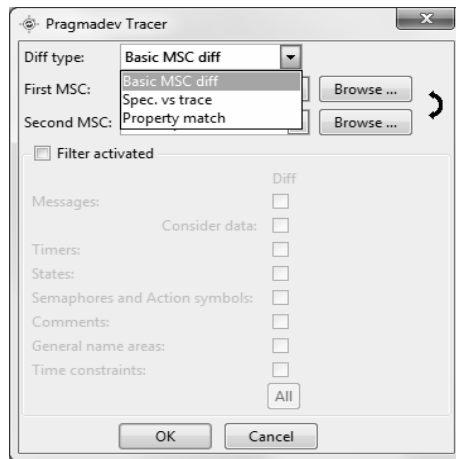 Pragmadev Tracer
x
Diff type: Basic MSC diff
Basic MSC diff
First MSC: Browse ...
Spec. vs trace
Property match
Second MSC: Browse ...
Filter activated
Diff
Messages:
Consider data:
Timers:
States:
Semaphores and Action symbols:
Comments:
General name areas:
Time constraints:
All
OK Cancel